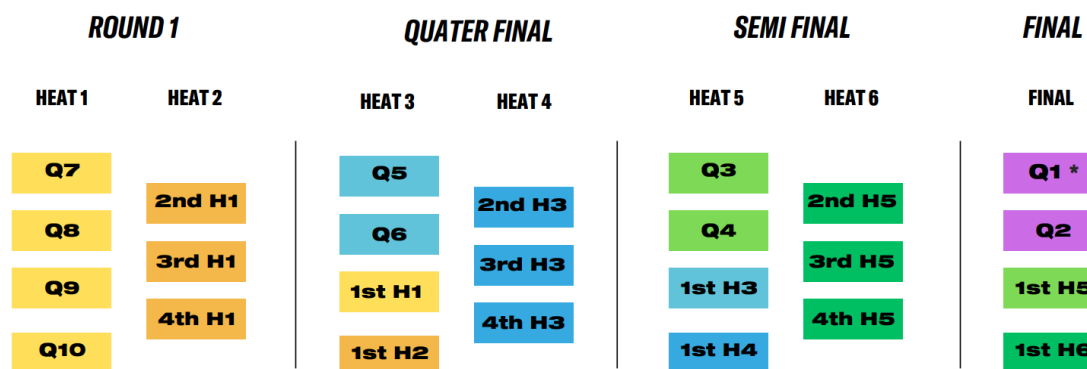 ROUND 1
HEAT 1
HEAT 2
Q7
Q8
Q9
Q10
2nd H1
3rd H1
4th H1
QUATER FINAL
HEAT 3
HEAT 4
Q5
Q6
1st H1
1st H2
2nd H3
3rd H3
4th H3
SEMI FINAL
HEAT 5
HEAT 6
Q3
Q4
1st H3
1st H4
2nd H5
3rd H5
4th H5
FINAL
FINAL
Q1 *
Q2
1st H5
1st H6